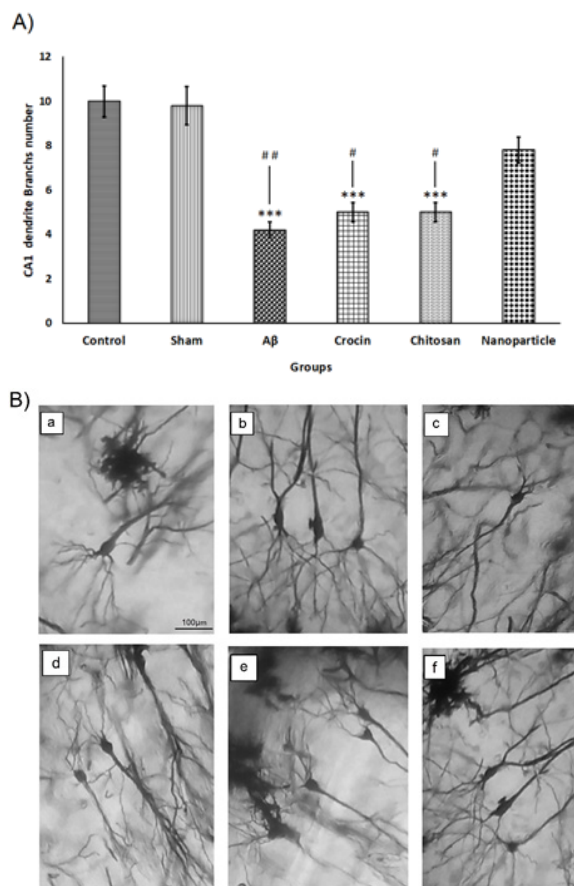 A)
CA1 dendrite Branchs number
12
10
8
6
4
2
0
##
***
#
***
#
***
Control Sham Aβ Crocin Chitosan Nanoparticle
Groups
B)
a b c
100μm
d e f